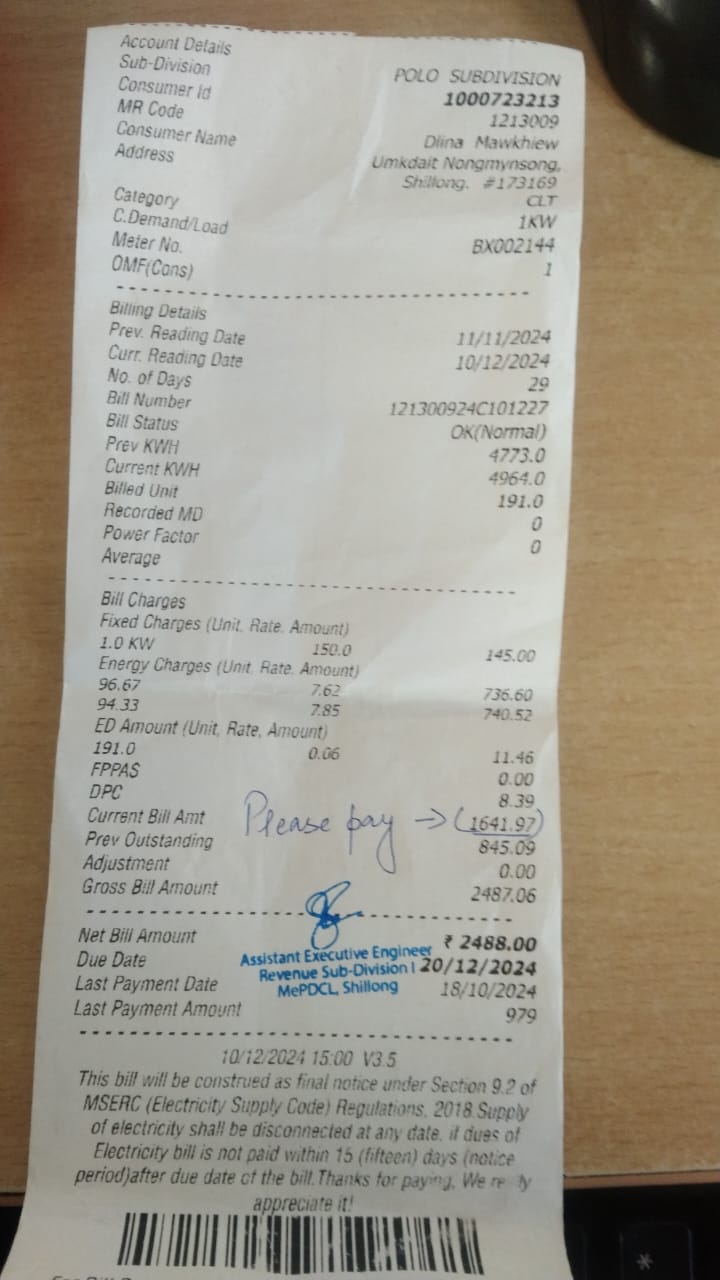 Account Details
Sub-Division POLO SUBDIVISION
Consumer Id 1000723213
MR Code 1213009
Consumer Name Dlina Mawkhiew
Address Umkdait Nongmynsong,
Shillong. #173169
Category CLT
C.Demand/Load 1KW
Meter No. BX002144
OMF(Cons) 1
Billing Details
Prev. Reading Date 11/11/2024
Curr. Reading Date 10/12/2024
No. of Days 29
Bill Number 121300924C101227
Bill Status OK(Normal)
Prev KWH 4773.0
Current KWH 4964.0
Billed Unit 191.0
Recorded MD 0
Power Factor 0
Average
Bill Charges
Fixed Charges (Unit, Rate, Amount)
1.0 KW 150.0 145.00
Energy Charges (Unit, Rate, Amount)
96.67 7.62 736.60
94.33 7.85 740.52
ED Amount (Unit, Rate, Amount)
191.0 0.06 11.46
FPPAS 0.00
DPC 8.39
Current Bill Amt Please pay → (1641.97)
Prev Outstanding 845.09
Adjustment 0.00
Gross Bill Amount 2487.06
Net Bill Amount ₹ 2488.00
Assistant Executive Engineer
Due Date 20/12/2024
Revenue Sub-Division I
Last Payment Date 18/10/2024
MePDCL, Shillong
Last Payment Amount 979
10/12/2024 15:00 V3.5
This bill will be construed as final notice under Section 9.2 of
MSERC (Electricity Supply Code) Regulations, 2018.Supply
of electricity shall be disconnected at any date, if dues of
Electricity bill is not paid within 15 (fifteen) days (notice
period)after due date of the bill.Thanks for paying, We really
appreciate it!